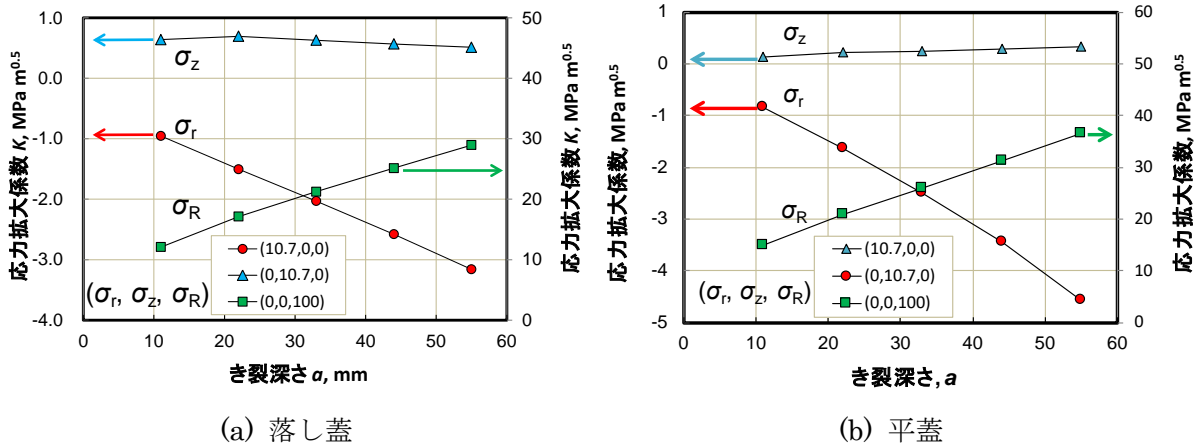 1.0
0.0
-1.0
-2.0
-3.0
-4.0
50
40
30
20
10
0
0 10 20 30 40 50 60
応力拡大係数 K, MPa m0.5
応力拡大係数 K, MPa m0.5
σz
σr
σR
(10.7,0,0)
(0,10.7,0)
(0,0,100)
(σr, σz, σR)
き裂深さ a, mm
(a) 落し蓋
1
0
-1
-2
-3
-4
-5
60
50
40
30
20
10
0
0 10 20 30 40 50 60
応力拡大係数, MPa m0.5
応力拡大係数, MPa m0.5
σz
σr
σR
(10.7,0,0)
(0,10.7,0)
(0,0,100)
(σr, σz, σR)
き裂深さ, a
(b) 平蓋